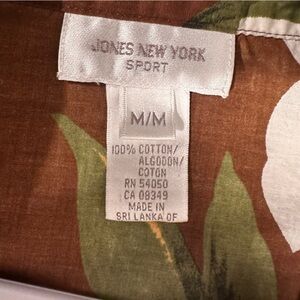 JONES NEW YORK
SPORT
M/M
100% COTTON/
ALGODON/
COTON
RN 54050
CA 08349
MADE IN
SRI LANKA OF